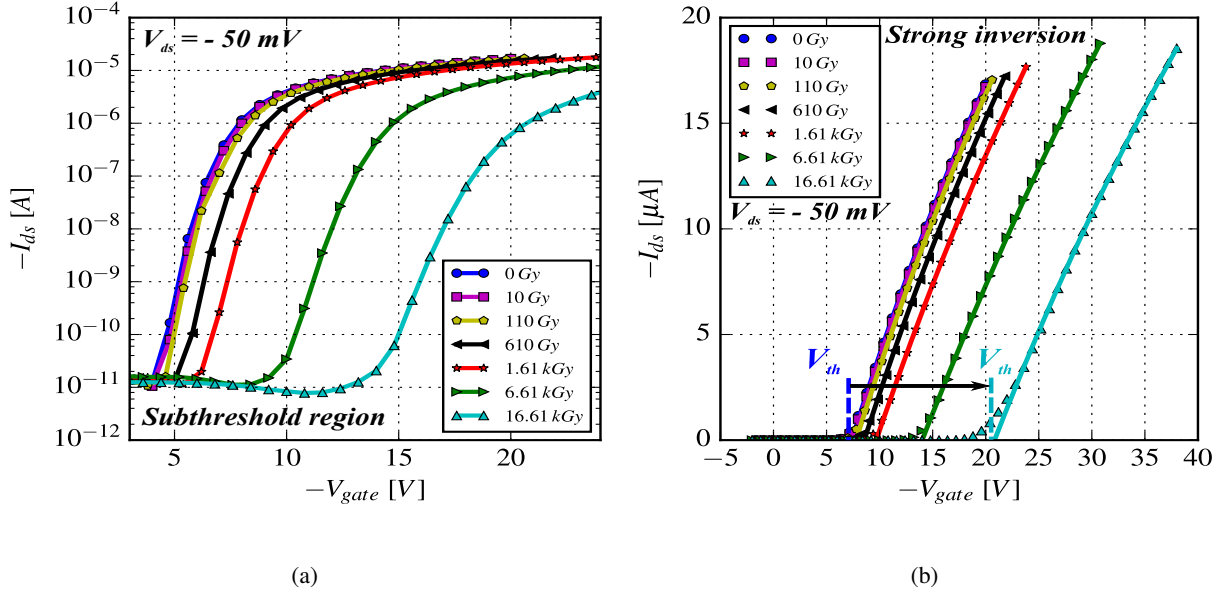 10⁻⁴
10⁻⁵
10⁻⁶
10⁻⁷
10⁻⁸
10⁻⁹
10⁻¹⁰
10⁻¹¹
10⁻¹²
−I_ds [A]
V_ds = - 50 mV
0 Gy
10 Gy
110 Gy
610 Gy
1.61 kGy
6.61 kGy
16.61 kGy
Subthreshold region
5 10 15 20
−V_gate [V]
(a)
20
15
10
5
0
−I_ds [μA]
Strong inversion
0 Gy
10 Gy
110 Gy
610 Gy
1.61 kGy
6.61 kGy
16.61 kGy
V_ds = - 50 mV
V_th V_th
−5 0 5 10 15 20 25 30 35 40
−V_gate [V]
(b)